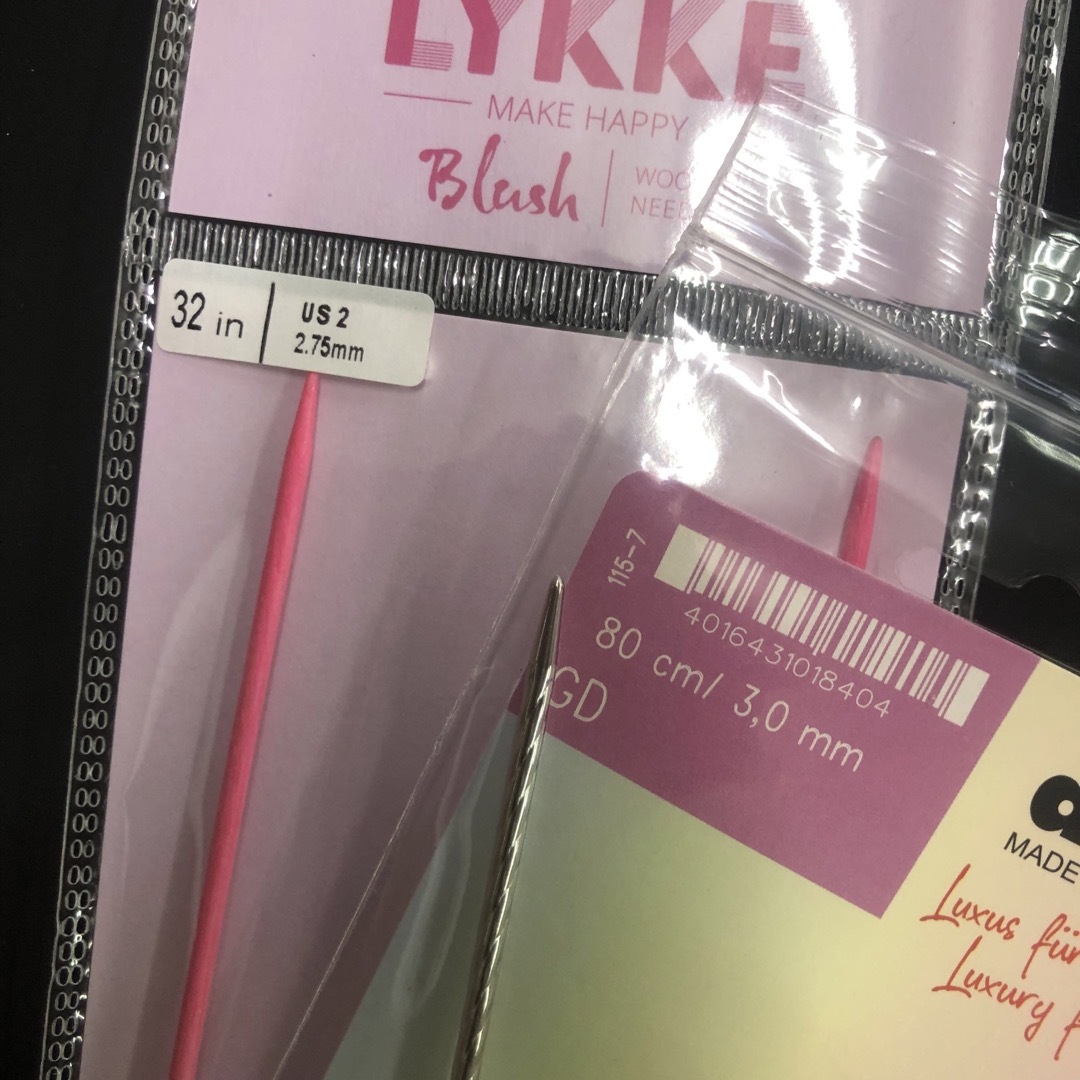 LYKKE
MAKE HAPPY
Blush
32 in
US 2
2.75mm
115-7
4016431018404
80 cm/ 3,0 mm
GD
MADE
Luxus für
Luxury